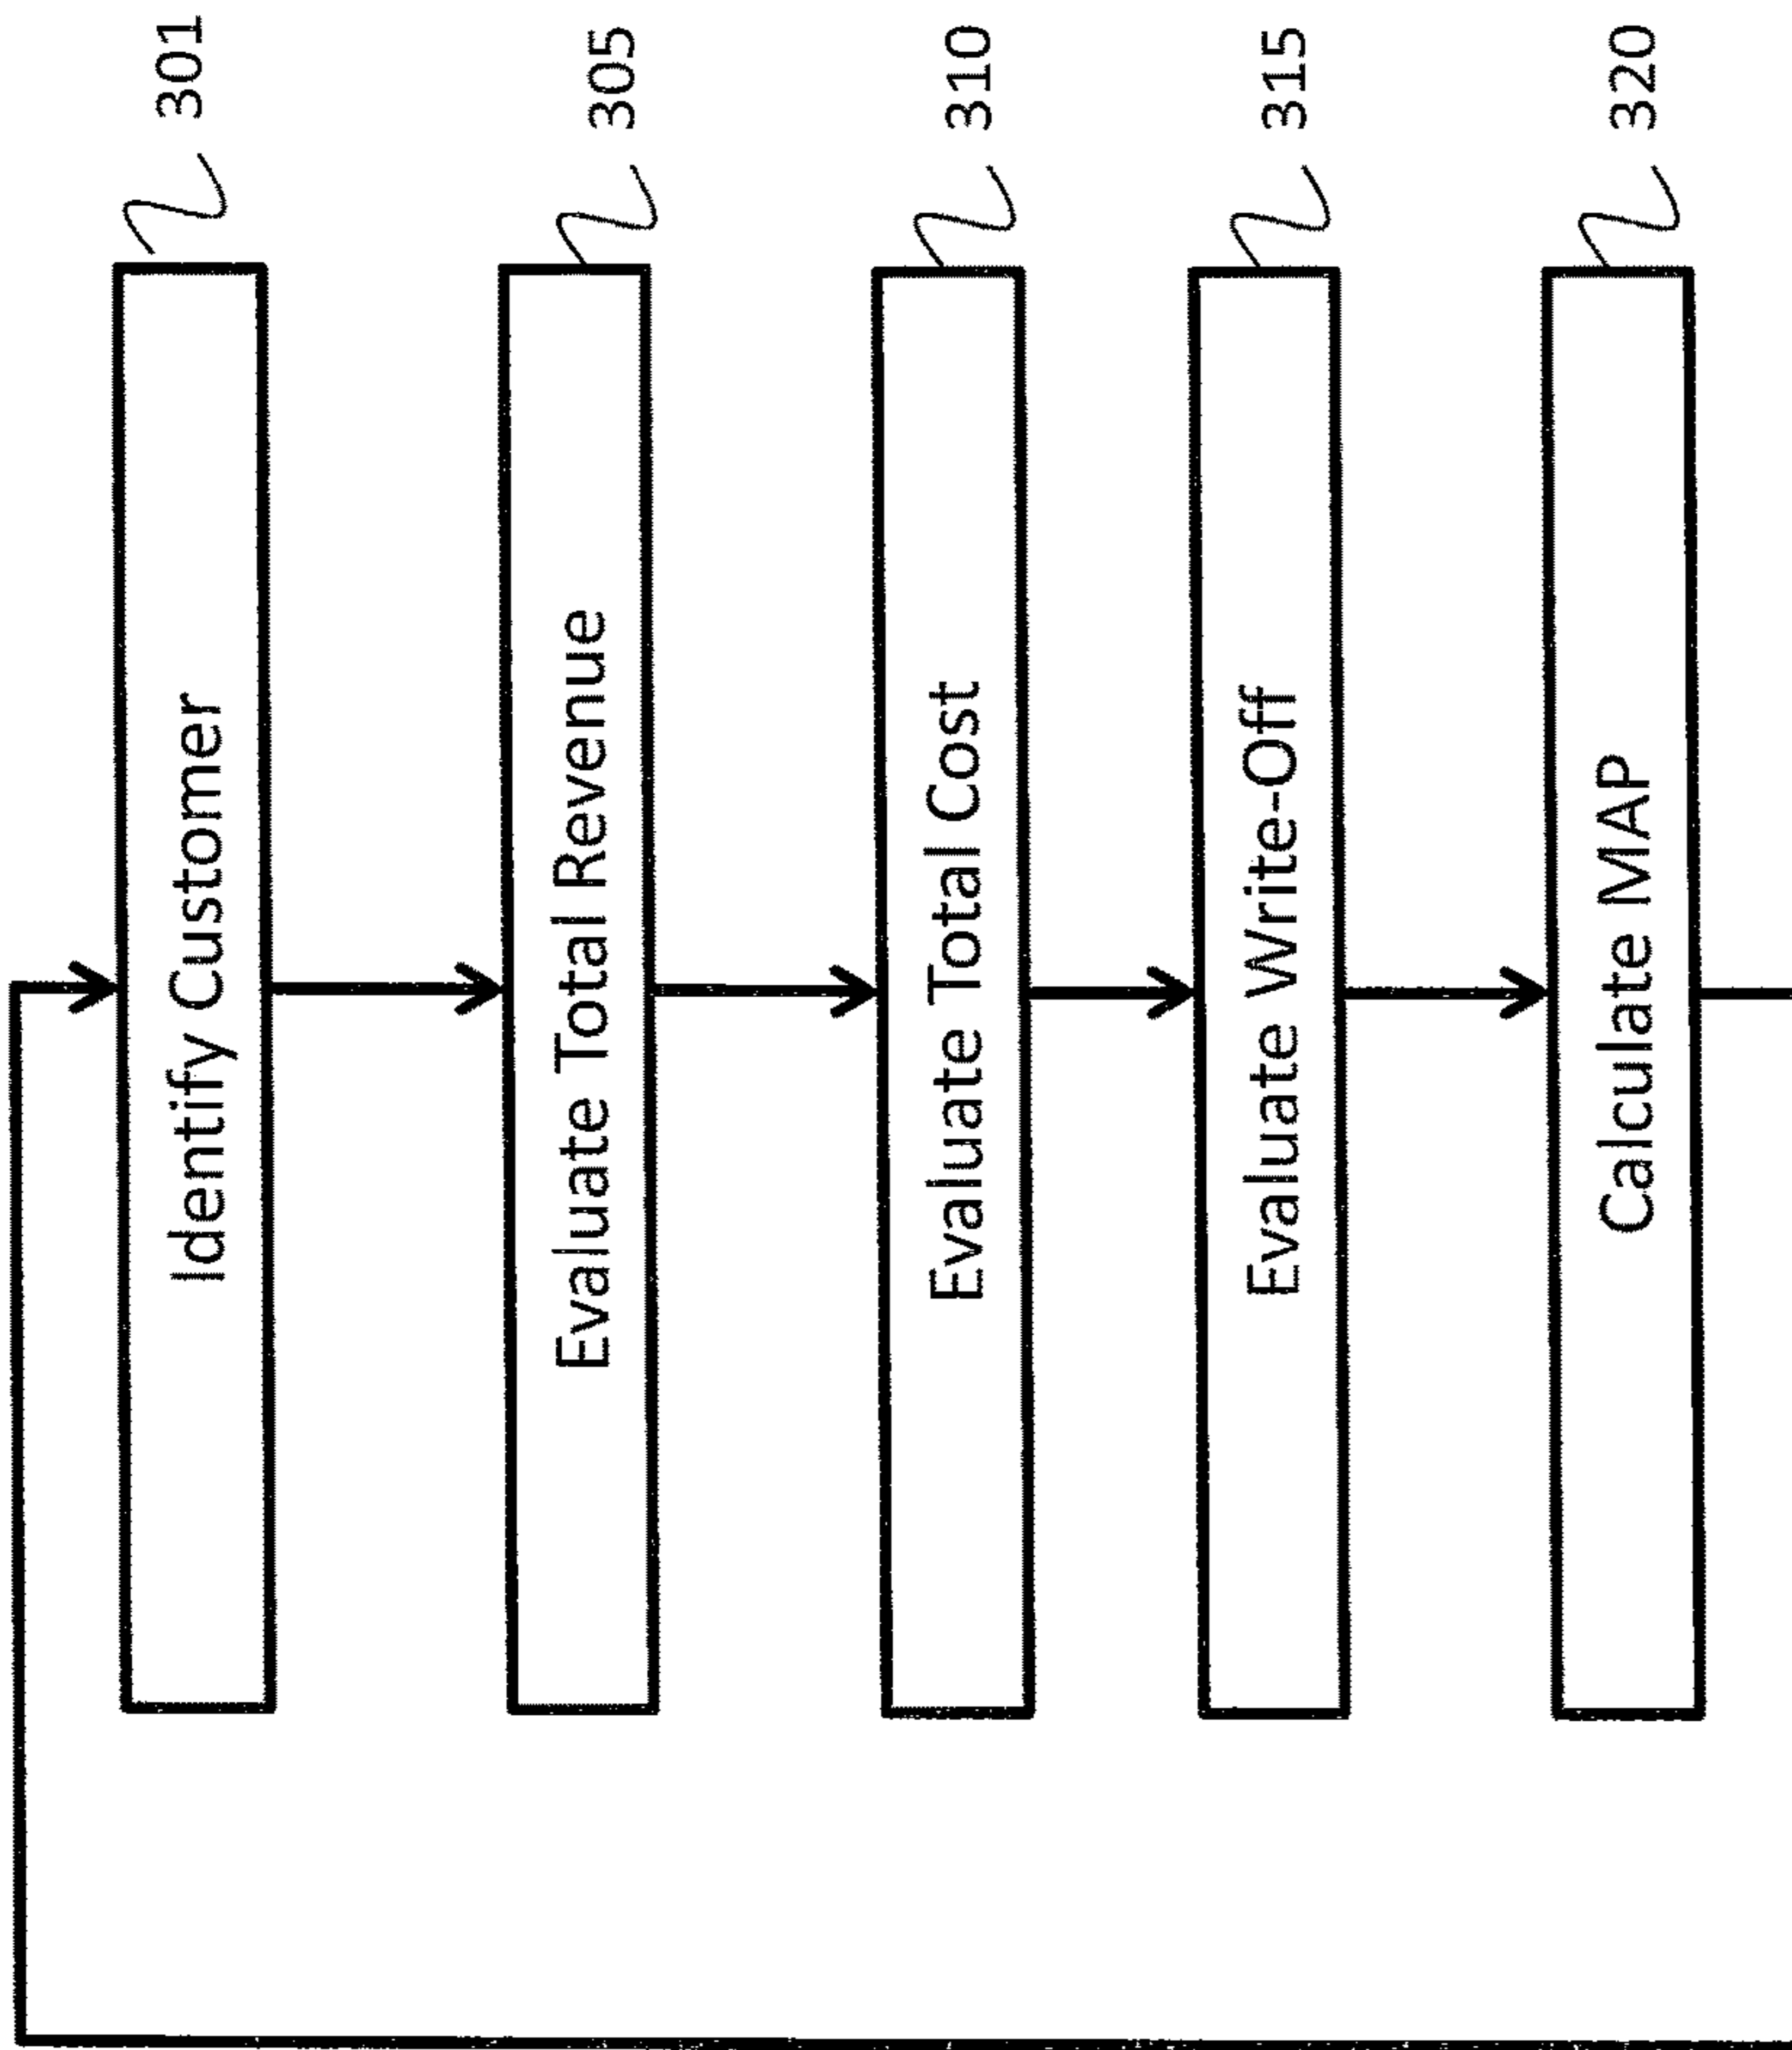 Identify Customer
301
Evaluate Total Revenue
305
Evaluate Total Cost
310
Evaluate Write-Off
315
Calculate MAP
320